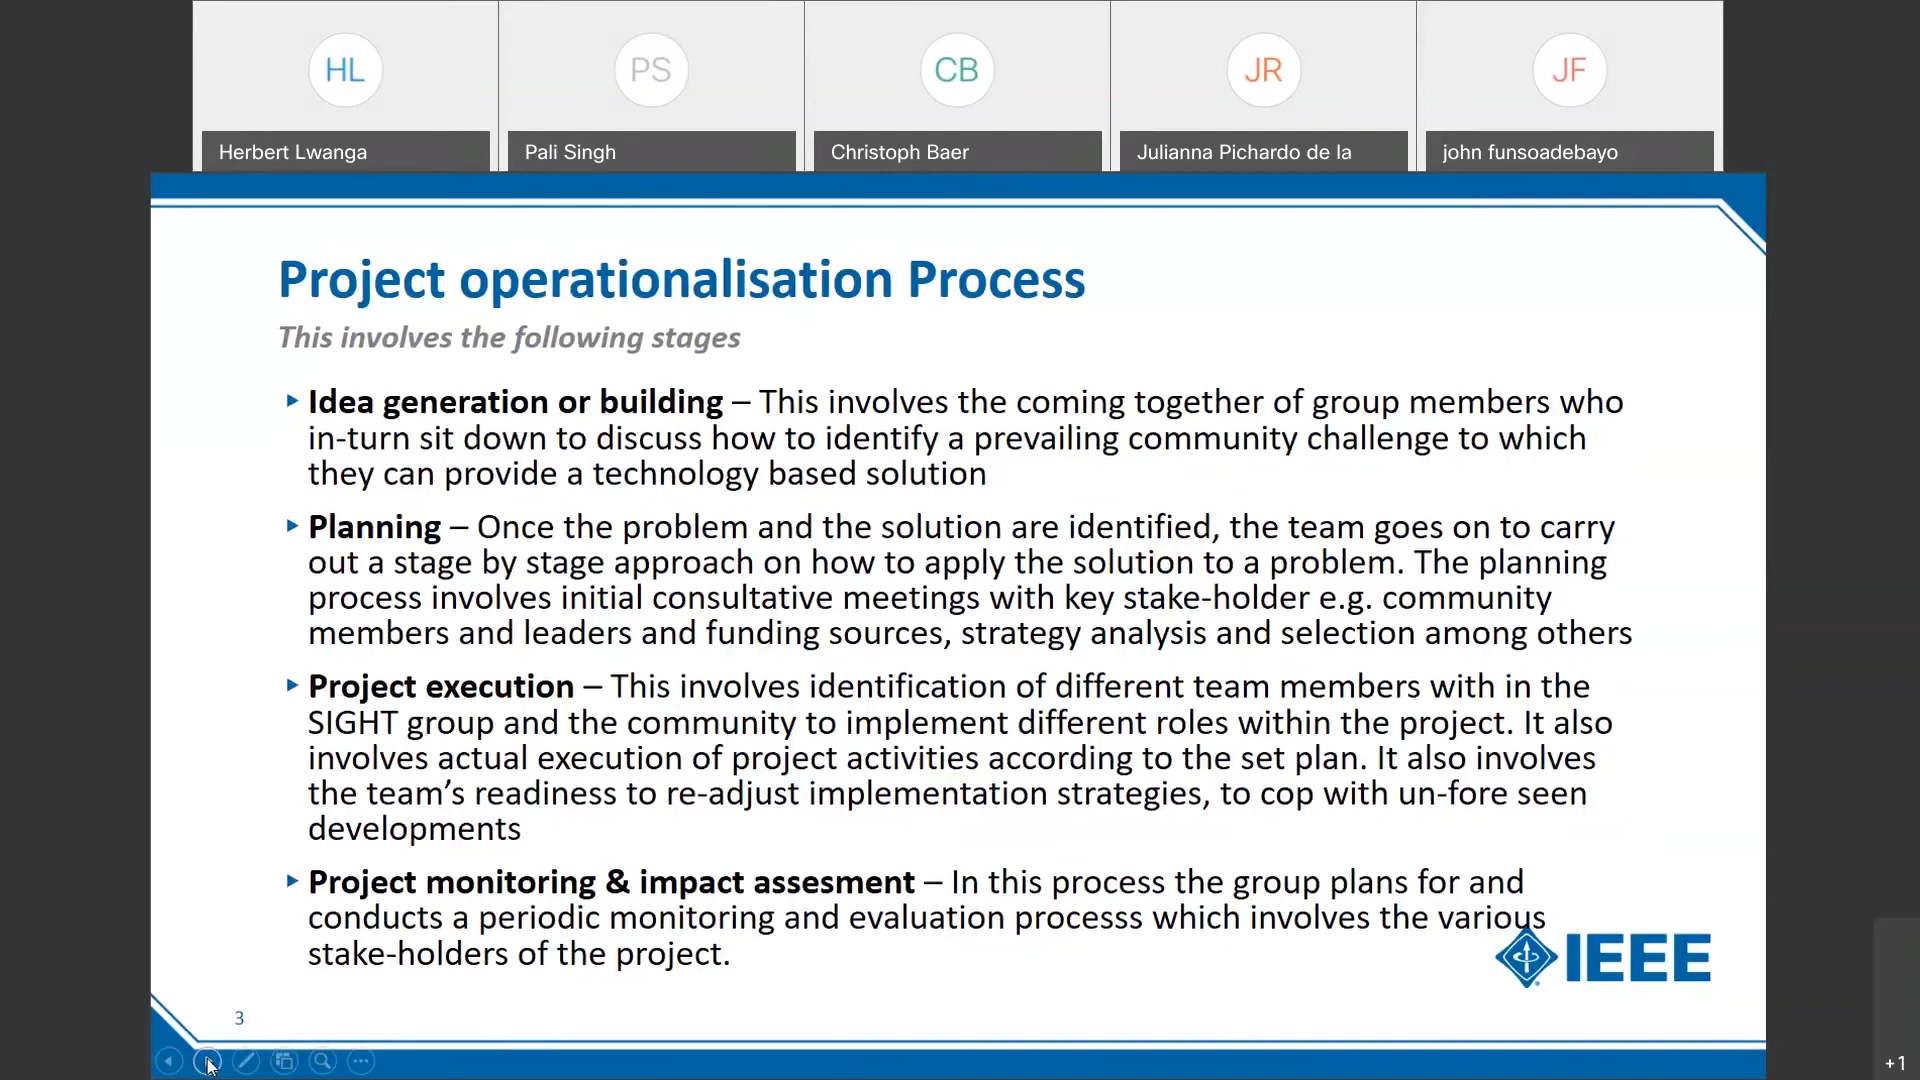 HL
PS
CB
JR
JF
Herbert Lwanga
Pali Singh
Christoph Baer
Julianna Pichardo de la
john funsoadebayo
Project operationalisation Process
This involves the following stages
Idea generation or building – This involves the coming together of group members who
in-turn sit down to discuss how to identify a prevailing community challenge to which
they can provide a technology based solution
Planning – Once the problem and the solution are identified, the team goes on to carry
out a stage by stage approach on how to apply the solution to a problem. The planning
process involves initial consultative meetings with key stake-holder e.g. community
members and leaders and funding sources, strategy analysis and selection among others
Project execution – This involves identification of different team members with in the
SIGHT group and the community to implement different roles within the project. It also
involves actual execution of project activities according to the set plan. It also involves
the team’s readiness to re-adjust implementation strategies, to cop with un-fore seen
developments
Project monitoring & impact assesment – In this process the group plans for and
conducts a periodic monitoring and evaluation processs which involves the various
stake-holders of the project.
IEEE
3
+1